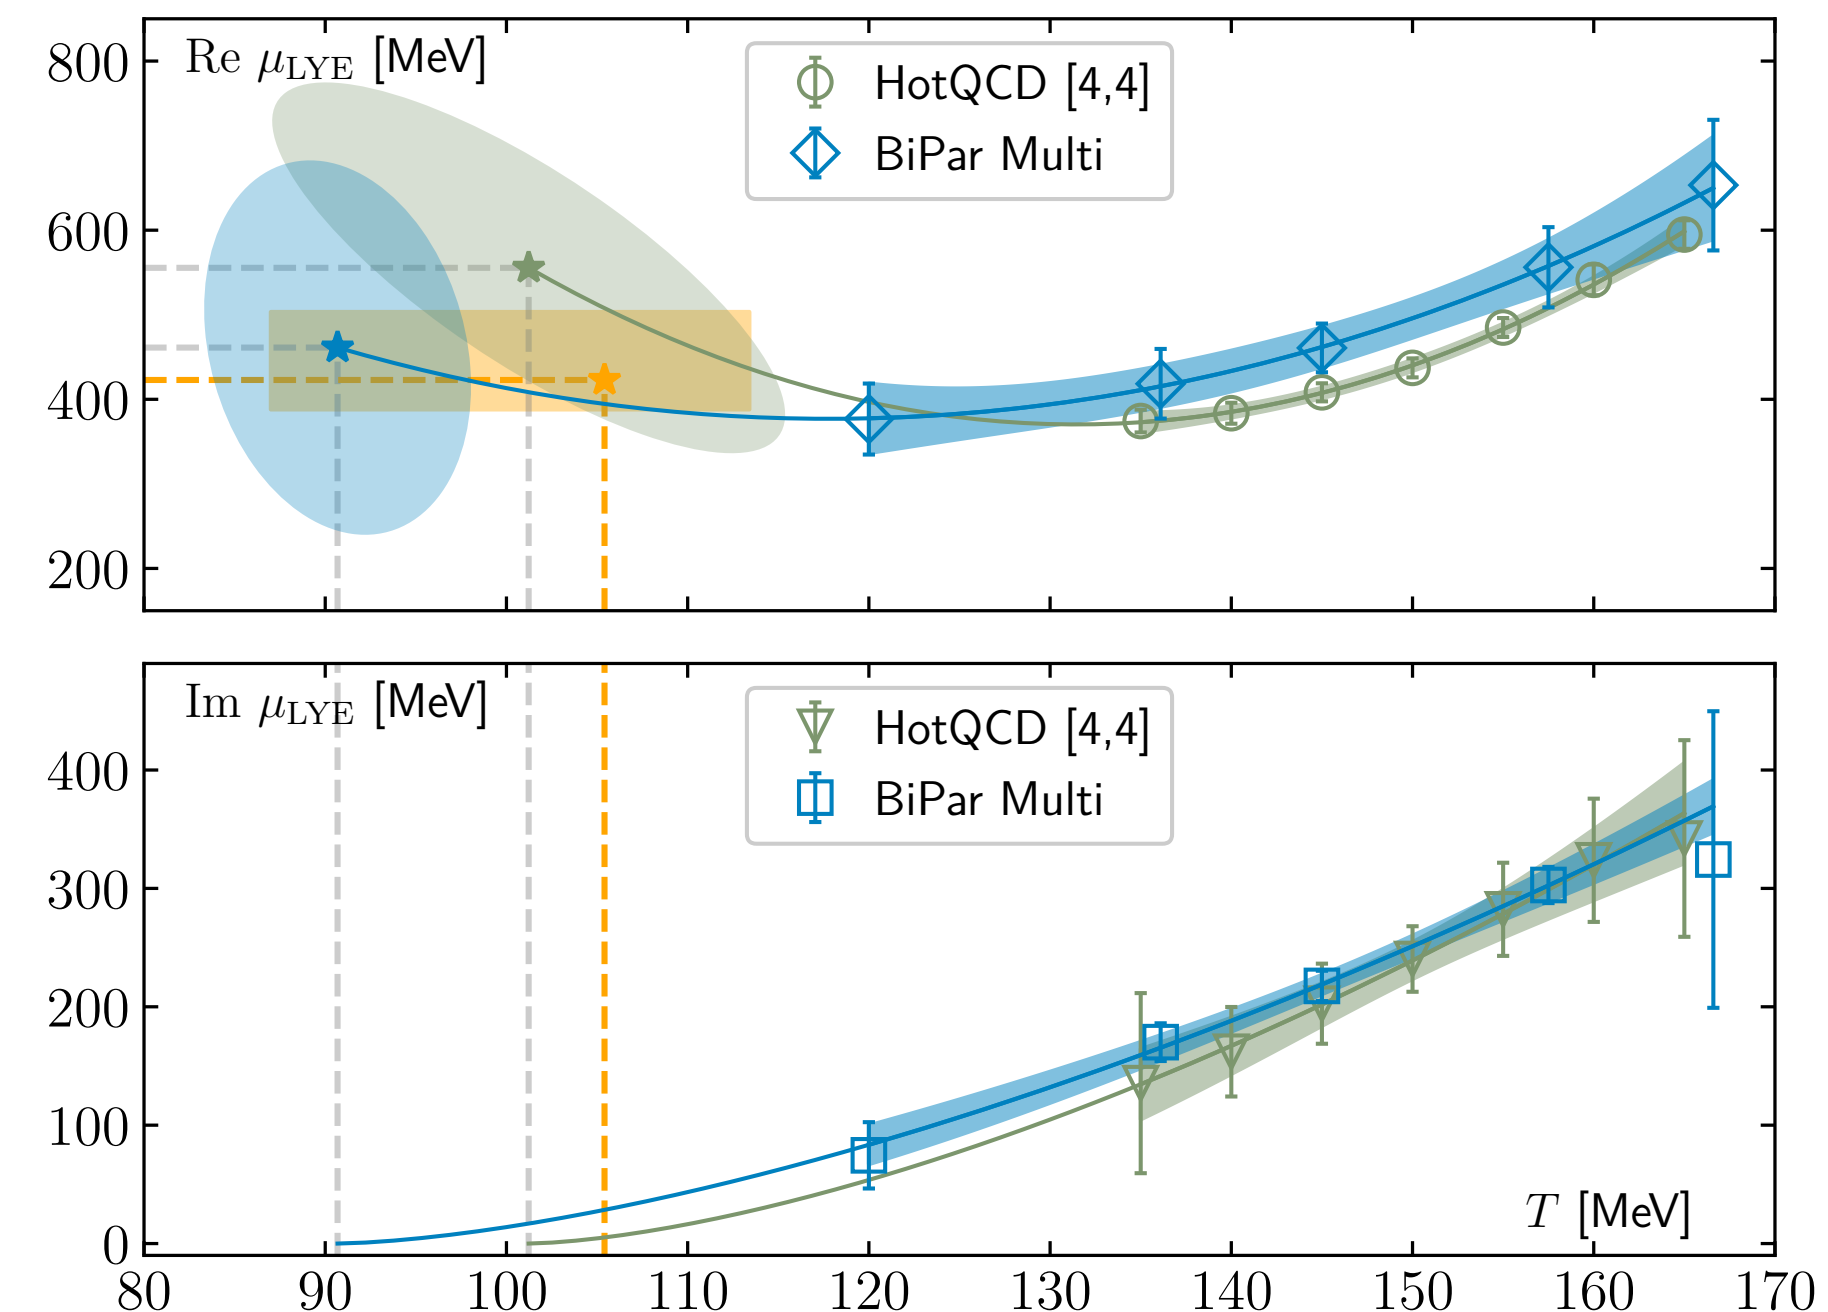 Re μLYE [MeV]
HotQCD [4,4]
BiPar Multi
800
600
400
200
Im μLYE [MeV]
HotQCD [4,4]
BiPar Multi
400
300
200
100
0
T [MeV]
80 90 100 110 120 130 140 150 160 170